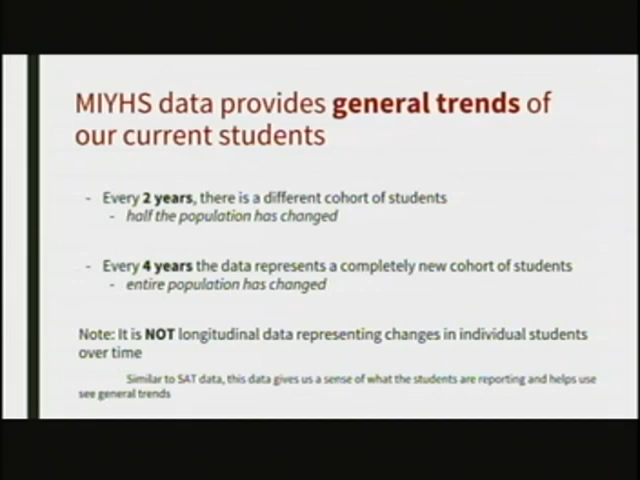 MIYHS data provides general trends of
our current students
- Every 2 years, there is a different cohort of students
- half the population has changed
- Every 4 years the data represents a completely new cohort of students
- entire population has changed
Note: It is NOT longitudinal data representing changes in individual students
over time
Similar to SAT data, this data gives us a sense of what the students are reporting and helps use
see general trends